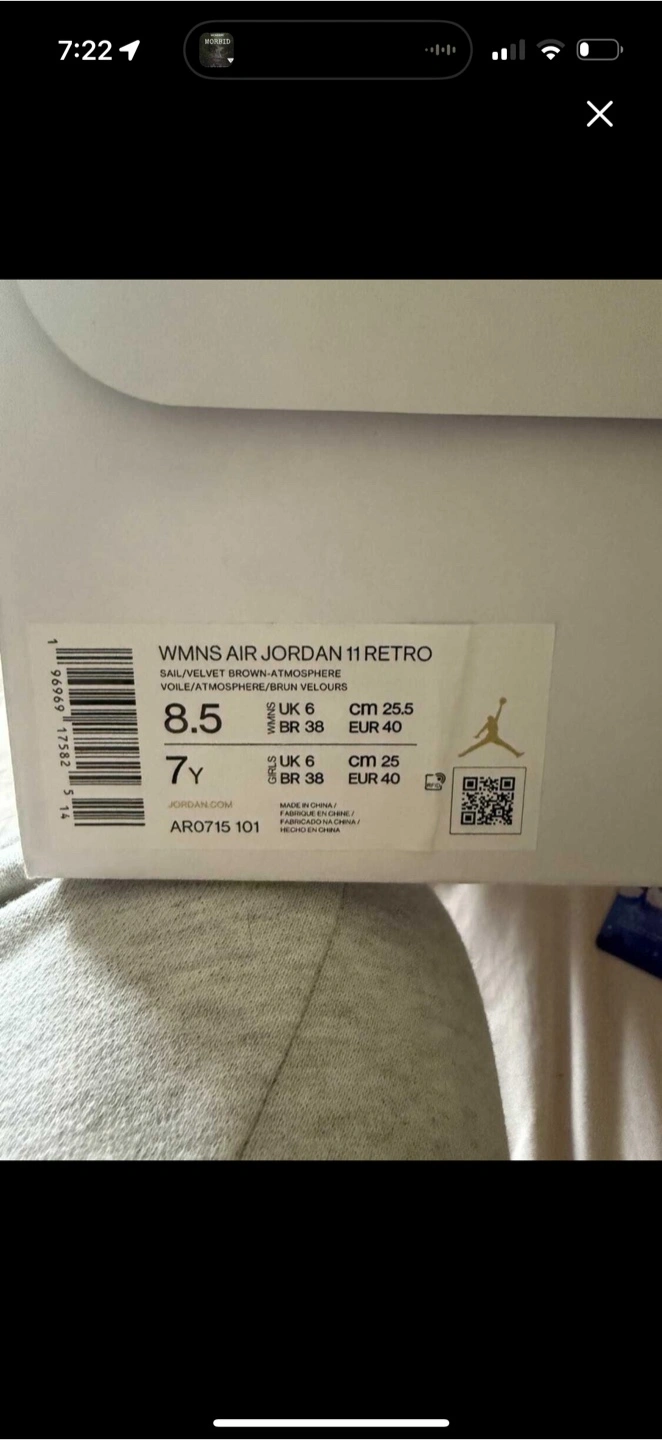 7:22
MORBID
WMNS AIR JORDAN 11 RETRO
SAIL/VELVET BROWN-ATMOSPHERE
VOILE/ATMOSPHERE/BRUN VELOURS
8.5 WMNS UK 6 cm 25.5
BR 38 EUR 40
7Y GIRLS UK 6 cm 25
BR 38 EUR 40
JORDAN.COM
AR0715 101
MADE IN CHINA /
FABRIQUE EN CHINE /
FABRICADO NA CHINA /
HECHO EN CHINA
1 96969 17582 5 14